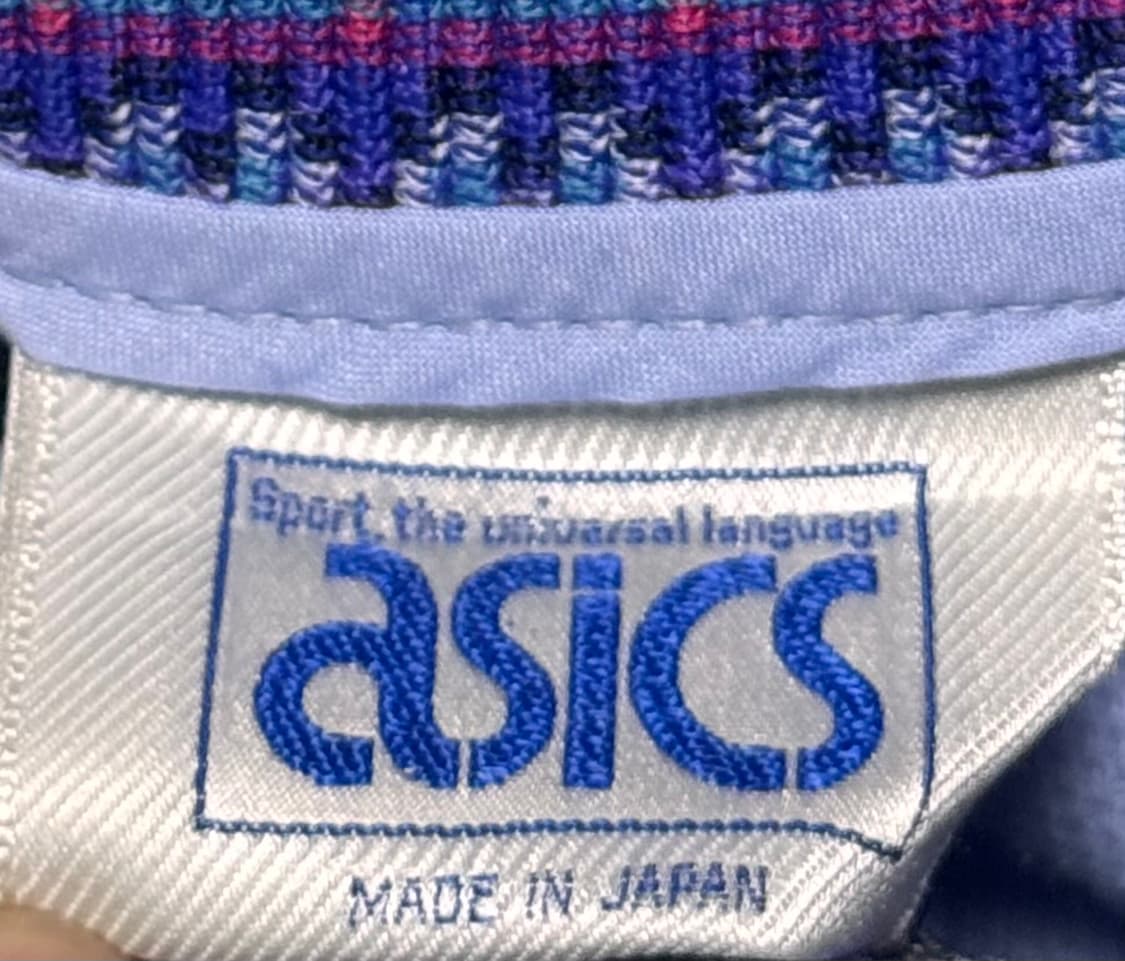 Sport, the universal language
asics
MADE IN JAPAN